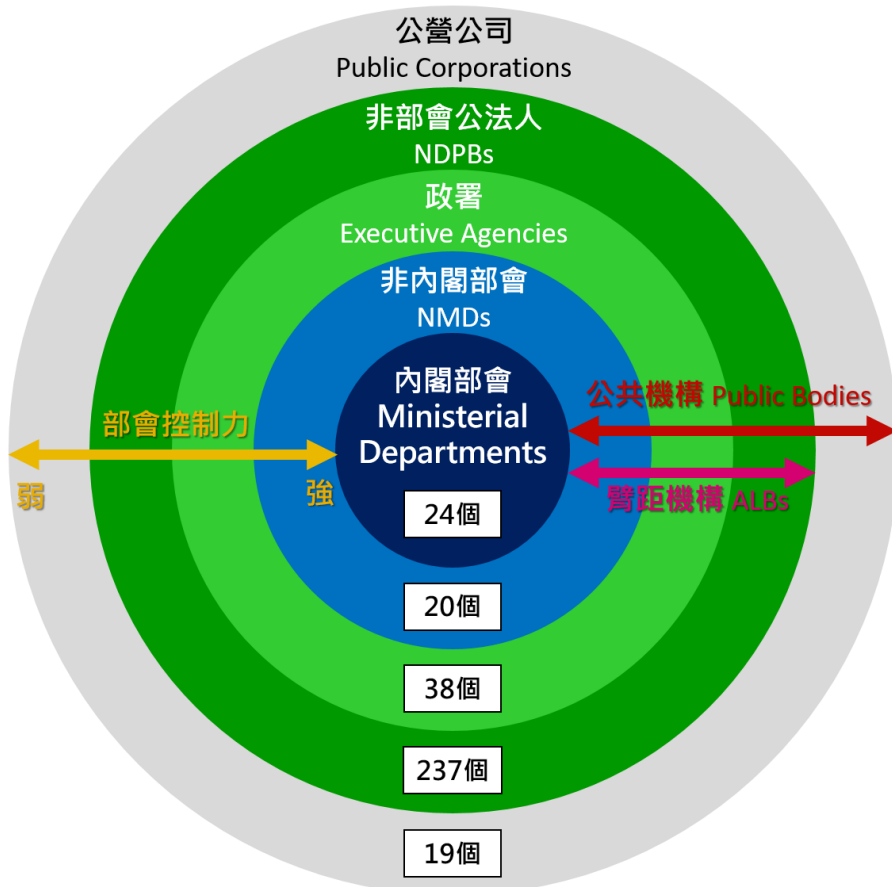 公營公司
Public Corporations
非部會公法人
NDPBs
政署
Executive Agencies
非內閣部會
NMDs
內閣部會
Ministerial
Departments
部會控制力
弱
強
公共機構 Public Bodies
臂距機構 ALBs
24個
20個
38個
237個
19個